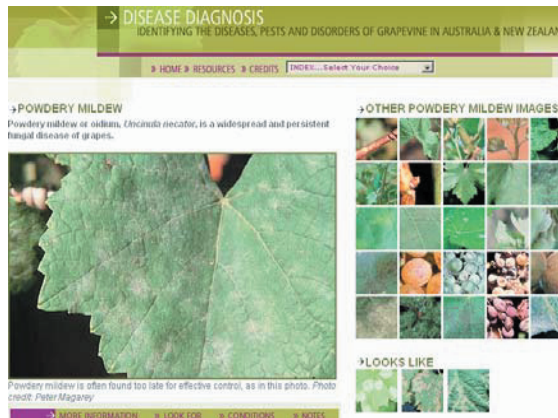 → DISEASE DIAGNOSIS
IDENTIFYING THE DISEASES, PESTS AND DISORDERS OF GRAPEVINE IN AUSTRALIA & NEW ZEALAN
» HOME » RESOURCES » CREDITS INDEX...Select Your Choice
→POWDERY MILDEW
Powdery mildew or oidium, Uncinula necator, is a widespread and persistent
fungal disease of grapes.
Powdery mildew is often found too late for effective control, as in this photo. Photo
credit: Peter Magarey
→ MORE INFORMATION » LOOK FOR » CONDITIONS » NOTES
→OTHER POWDERY MILDEW IMAGES
→LOOKS LIKE